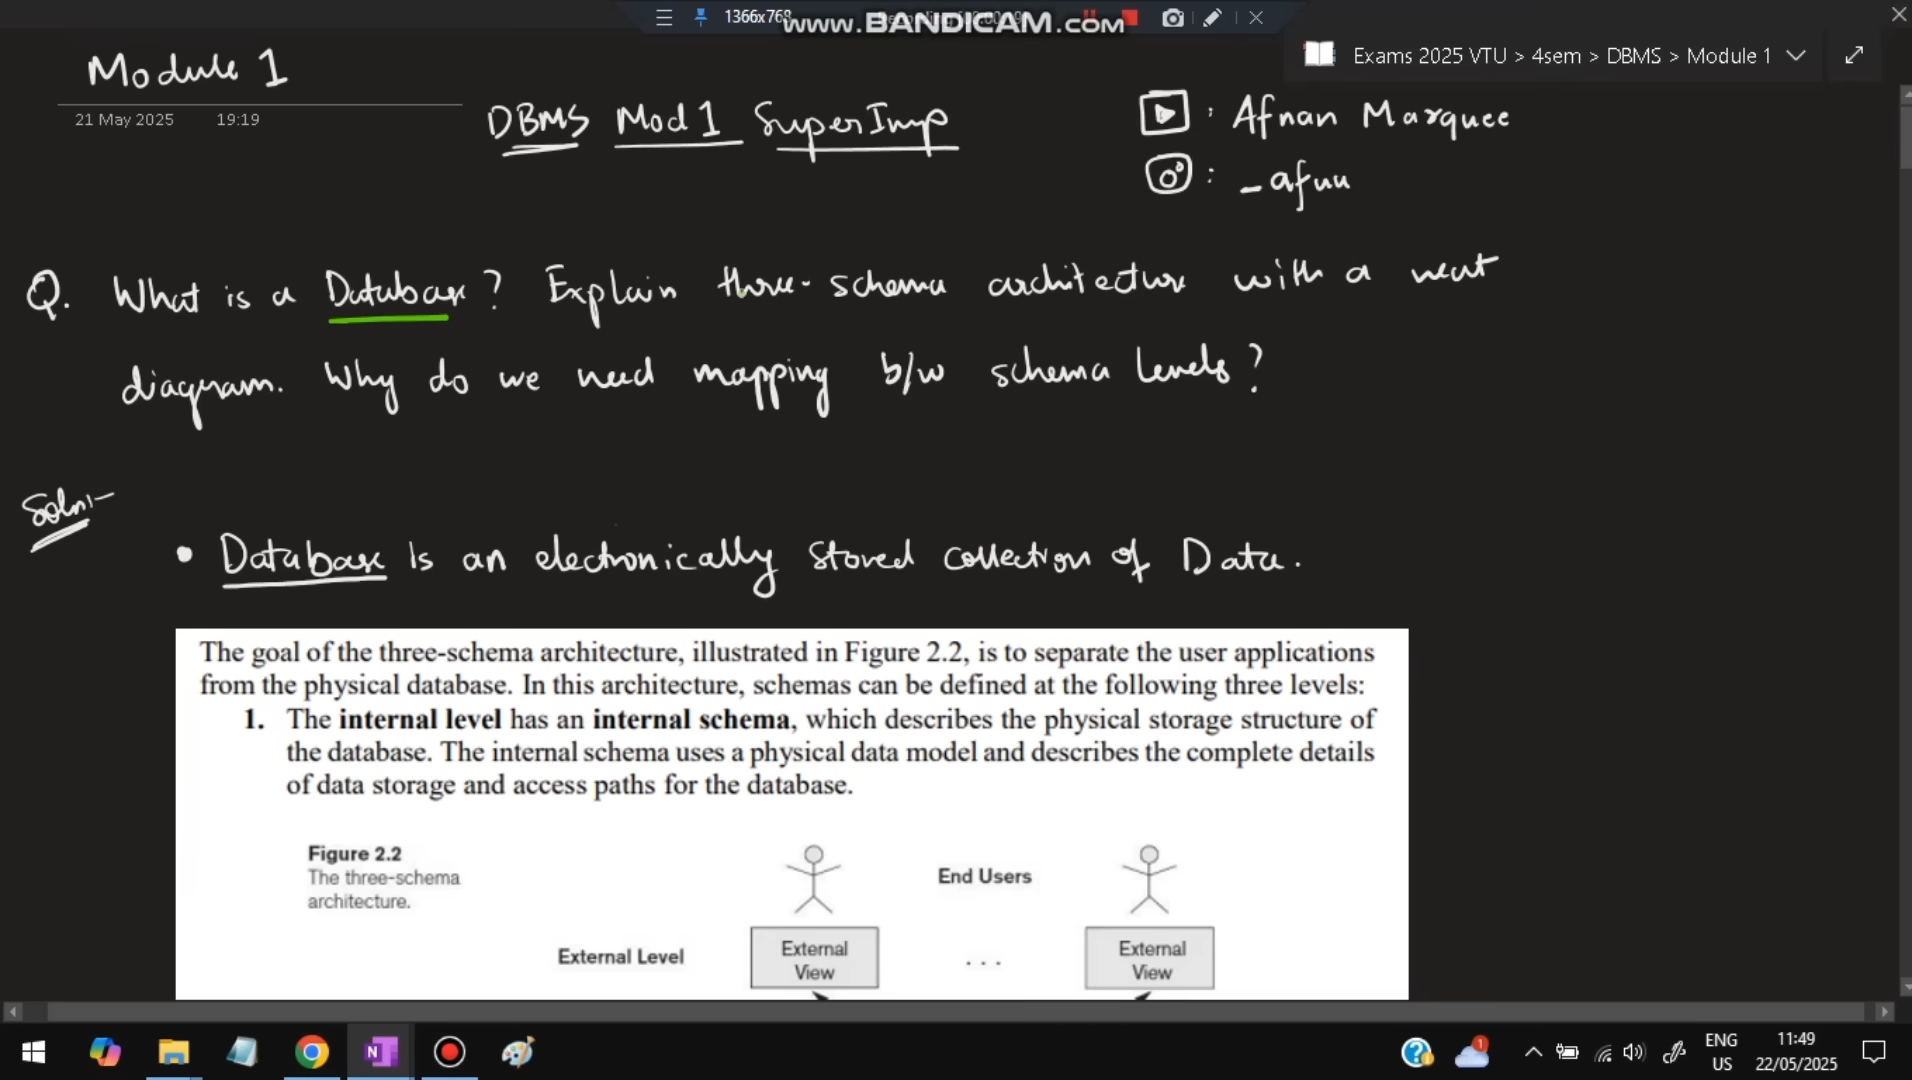 1366x768
www.BANDICAM.com
Module 1
Exams 2025 VTU > 4sem > DBMS > Module 1
21 May 2025 19:19
DBMS Mod 1 SuperImp
: Afnan Marquee
: _afuu
Q. What is a Database? Explain three-schema architecture with a neat
diagram. Why do we need mapping b/w schema levels?
Soln:-
• Database is an electronically stored collection of Data.
The goal of the three-schema architecture, illustrated in Figure 2.2, is to separate the user applications
from the physical database. In this architecture, schemas can be defined at the following three levels:
1. The internal level has an internal schema, which describes the physical storage structure of
the database. The internal schema uses a physical data model and describes the complete details
of data storage and access paths for the database.
Figure 2.2
The three-schema
architecture.
End Users
External Level
External
View
. . .
External
View
ENG
US
11:49
22/05/2025